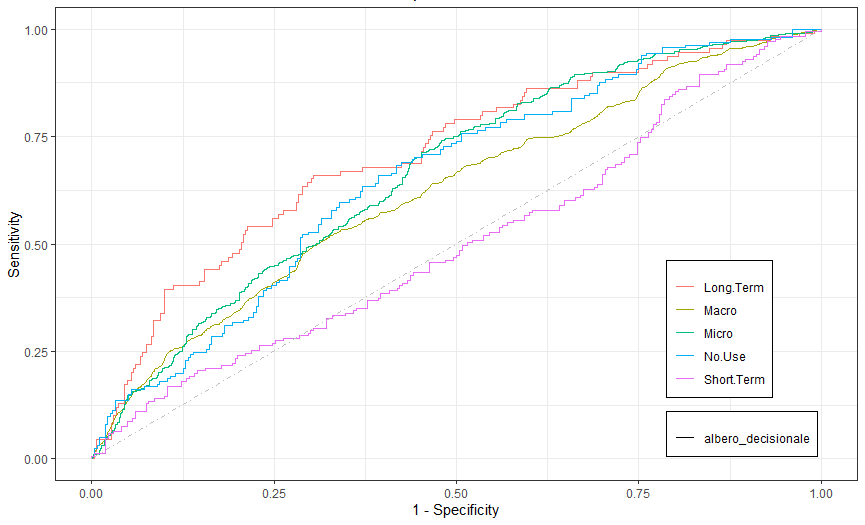 1.00
0.75
0.50
0.25
0.00
Sensitivity
Long.Term
Macro
Micro
No.Use
Short.Term
albero_decisionale
0.00 0.25 0.50 0.75 1.00
1 - Specificity